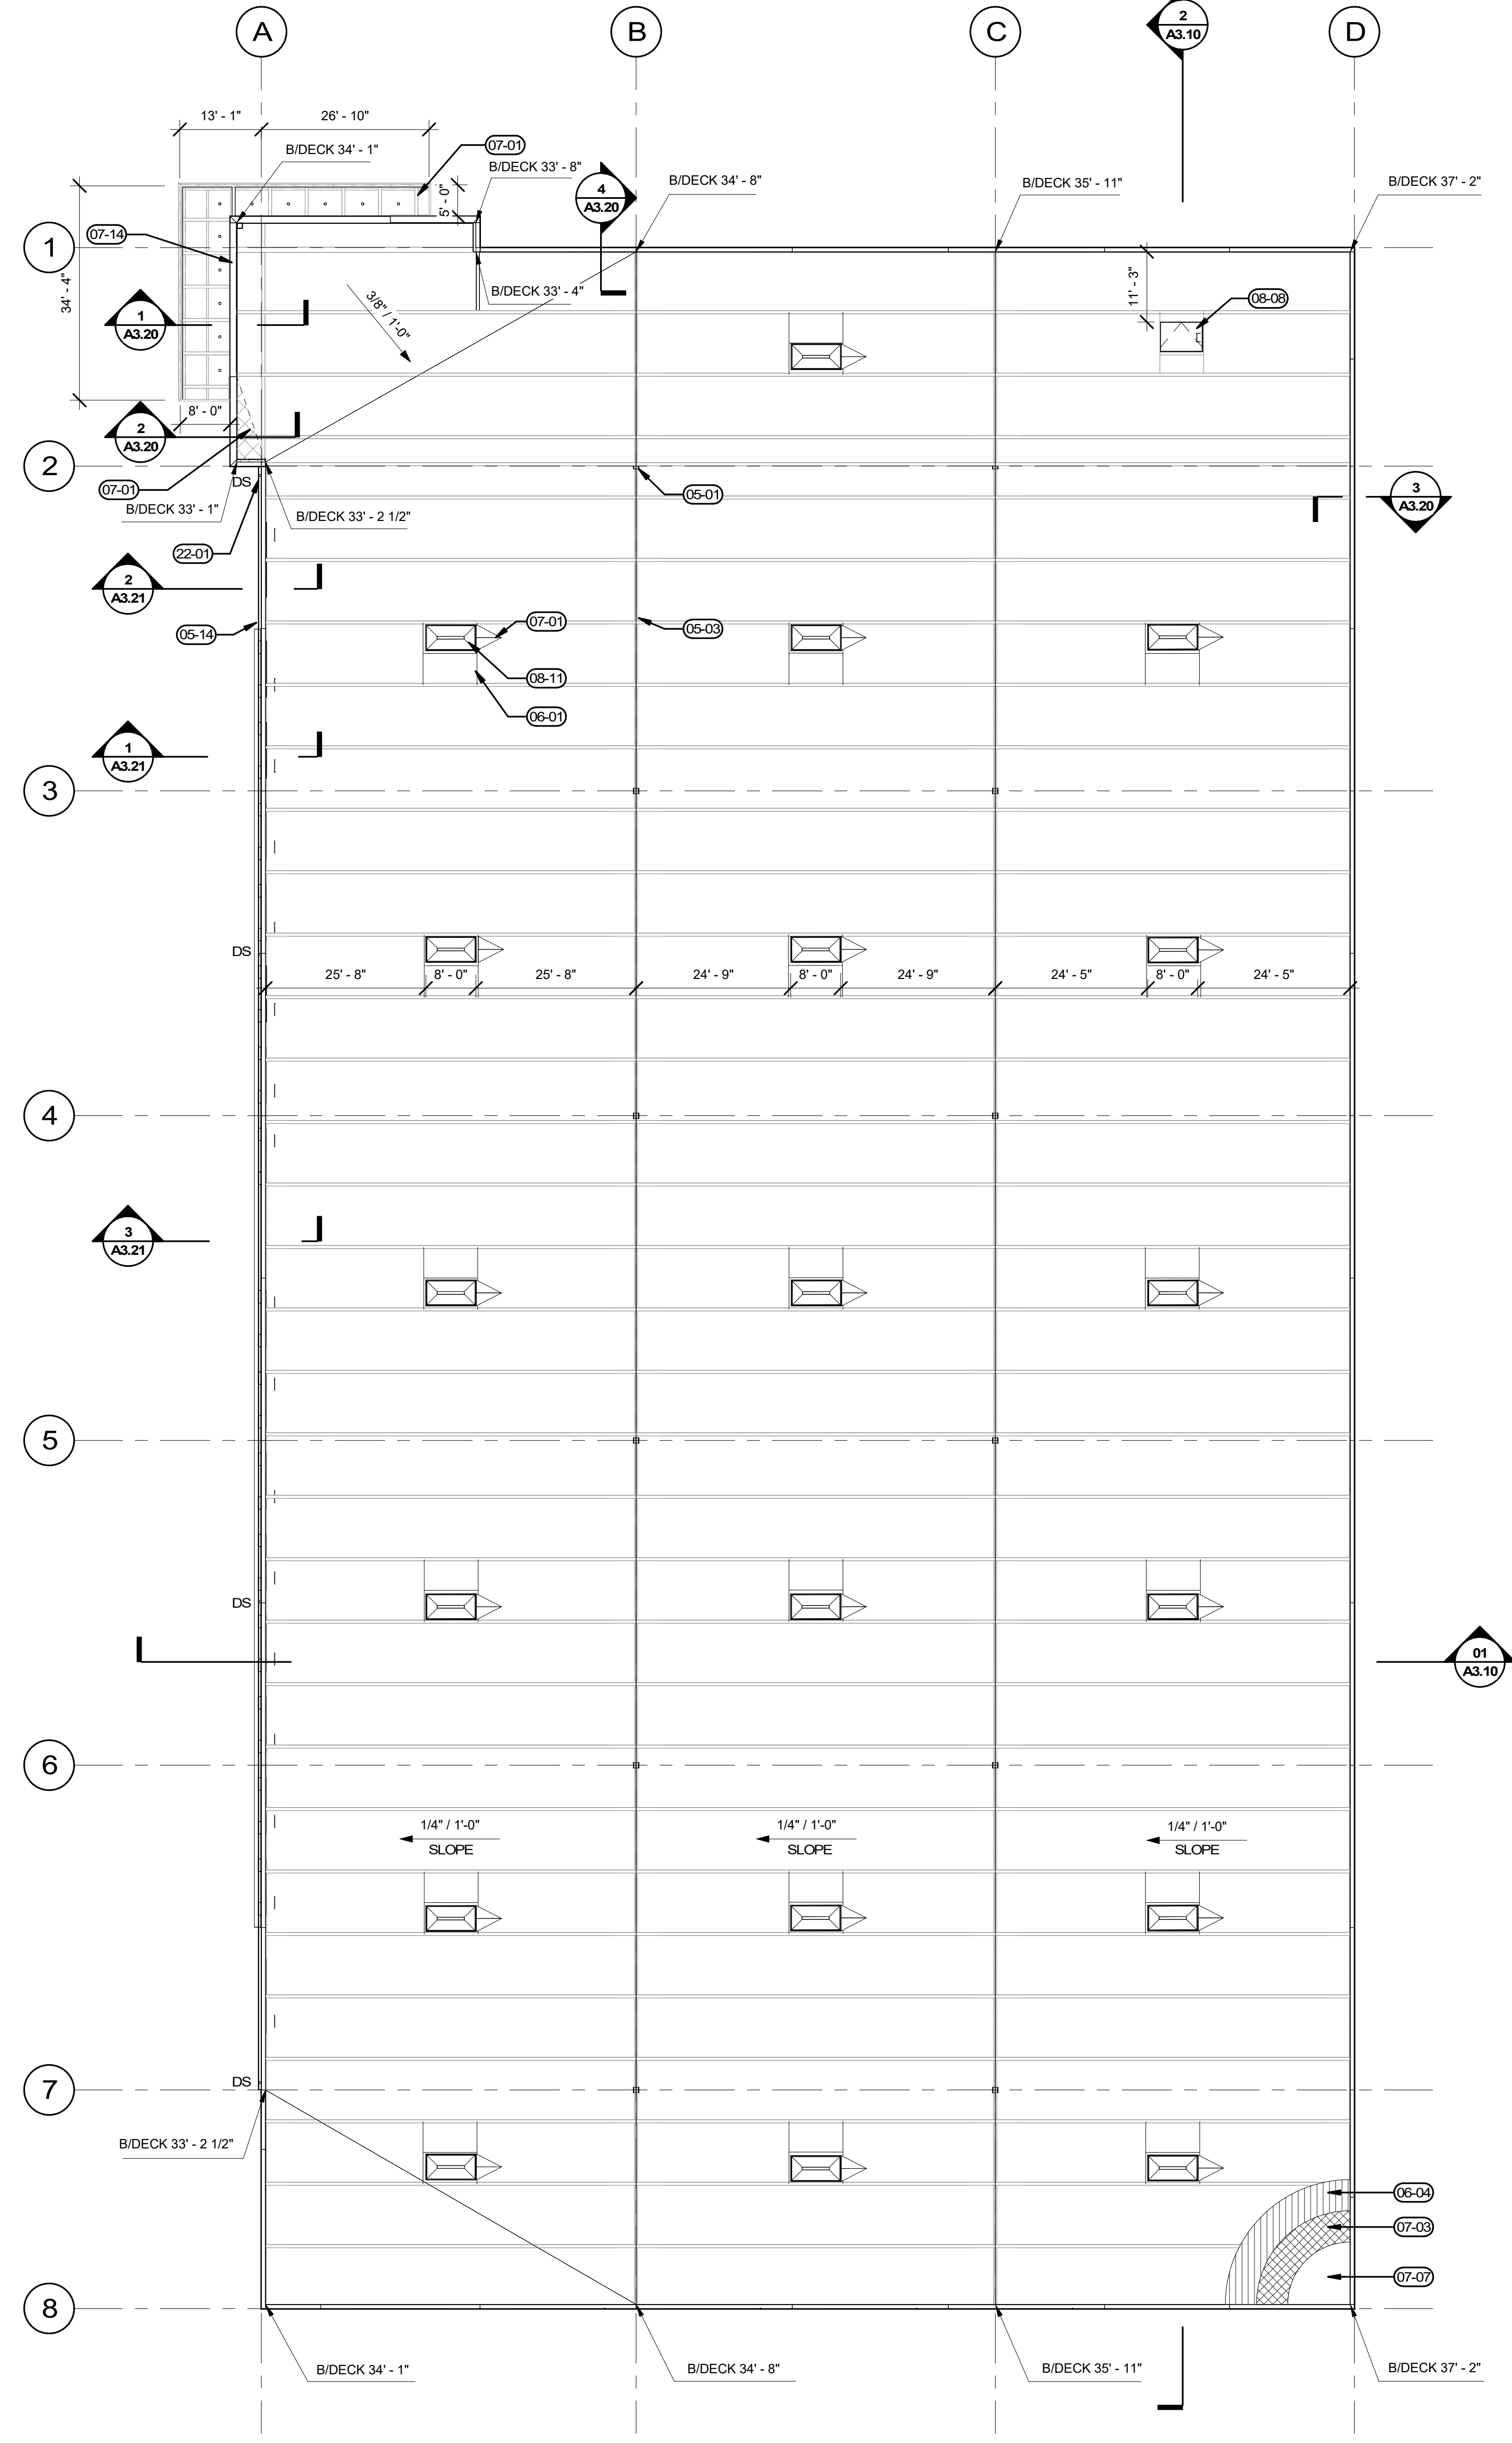 A
B
C
D
2
A3.10
13' - 1"
26' - 10"
07-01
B/DECK 34' - 1"
B/DECK 33' - 8"
4
A3.20
B/DECK 34' - 8"
B/DECK 35' - 11"
B/DECK 37' - 2"
5' - 0"
07-14
1
34' - 4"
B/DECK 33' - 4"
3/8" / 1'-0"
11' - 3"
08-08
1
A3.20
8' - 0"
2
A3.20
2
DS
07-01
B/DECK 33' - 1"
B/DECK 33' - 2 1/2"
05-01
3
A3.20
22-01
2
A3.21
05-14
07-01
05-03
08-11
06-01
1
A3.21
3
DS
25' - 8"
8' - 0"
25' - 8"
24' - 9"
8' - 0"
24' - 9"
24' - 5"
8' - 0"
24' - 5"
4
3
A3.21
5
DS
01
A3.10
6
1/4" / 1'-0"
SLOPE
1/4" / 1'-0"
SLOPE
1/4" / 1'-0"
SLOPE
7
DS
B/DECK 33' - 2 1/2"
06-04
07-03
07-07
8
B/DECK 34' - 1"
B/DECK 34' - 8"
B/DECK 35' - 11"
B/DECK 37' - 2"